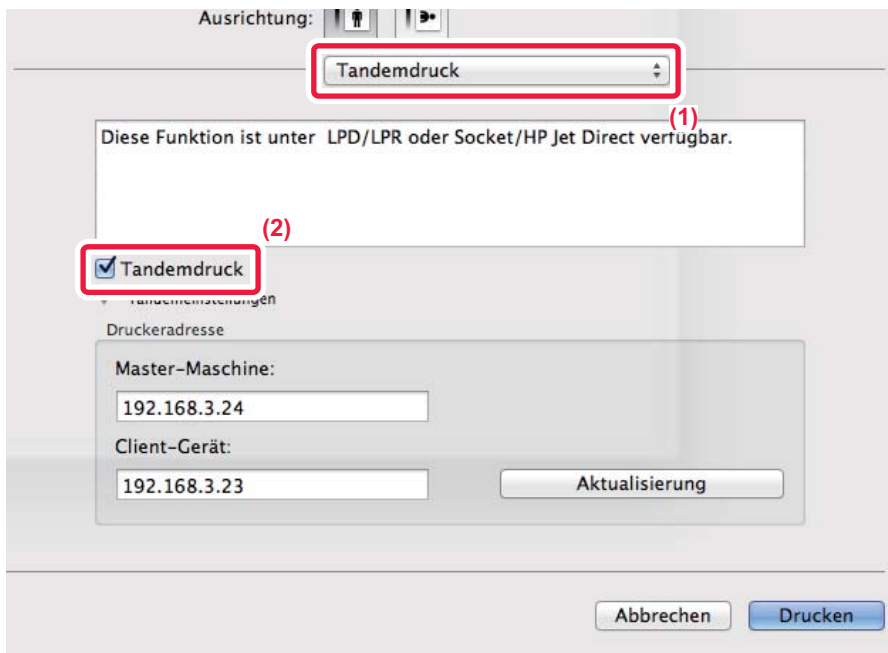 Ausrichtung:
Tandemdruck
(1)
Diese Funktion ist unter LPD/LPR oder Socket/HP Jet Direct verfügbar.
(2)
Tandemdruck
Tandemeinstellungen
Druckeradresse
Master-Maschine:
192.168.3.24
Client-Gerät:
192.168.3.23
Aktualisierung
Abbrechen
Drucken